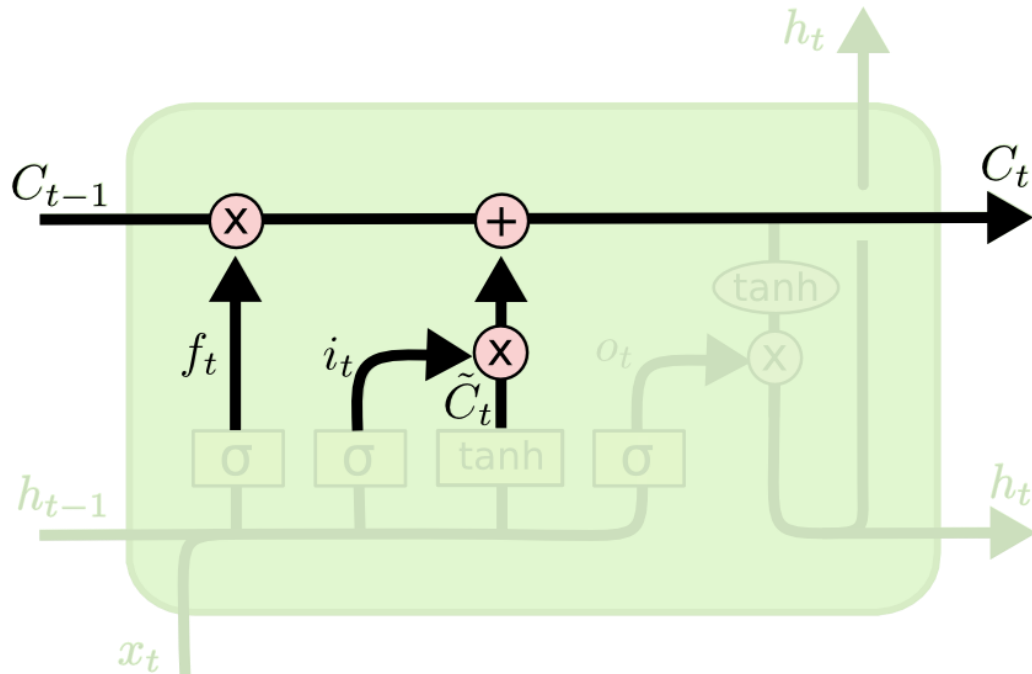 h_t
C_{t-1}
C_t
x
+
tanh
f_t
i_t
x
o_t
x
C̃_t
σ
σ
tanh
σ
h_{t-1}
h_t
x_t